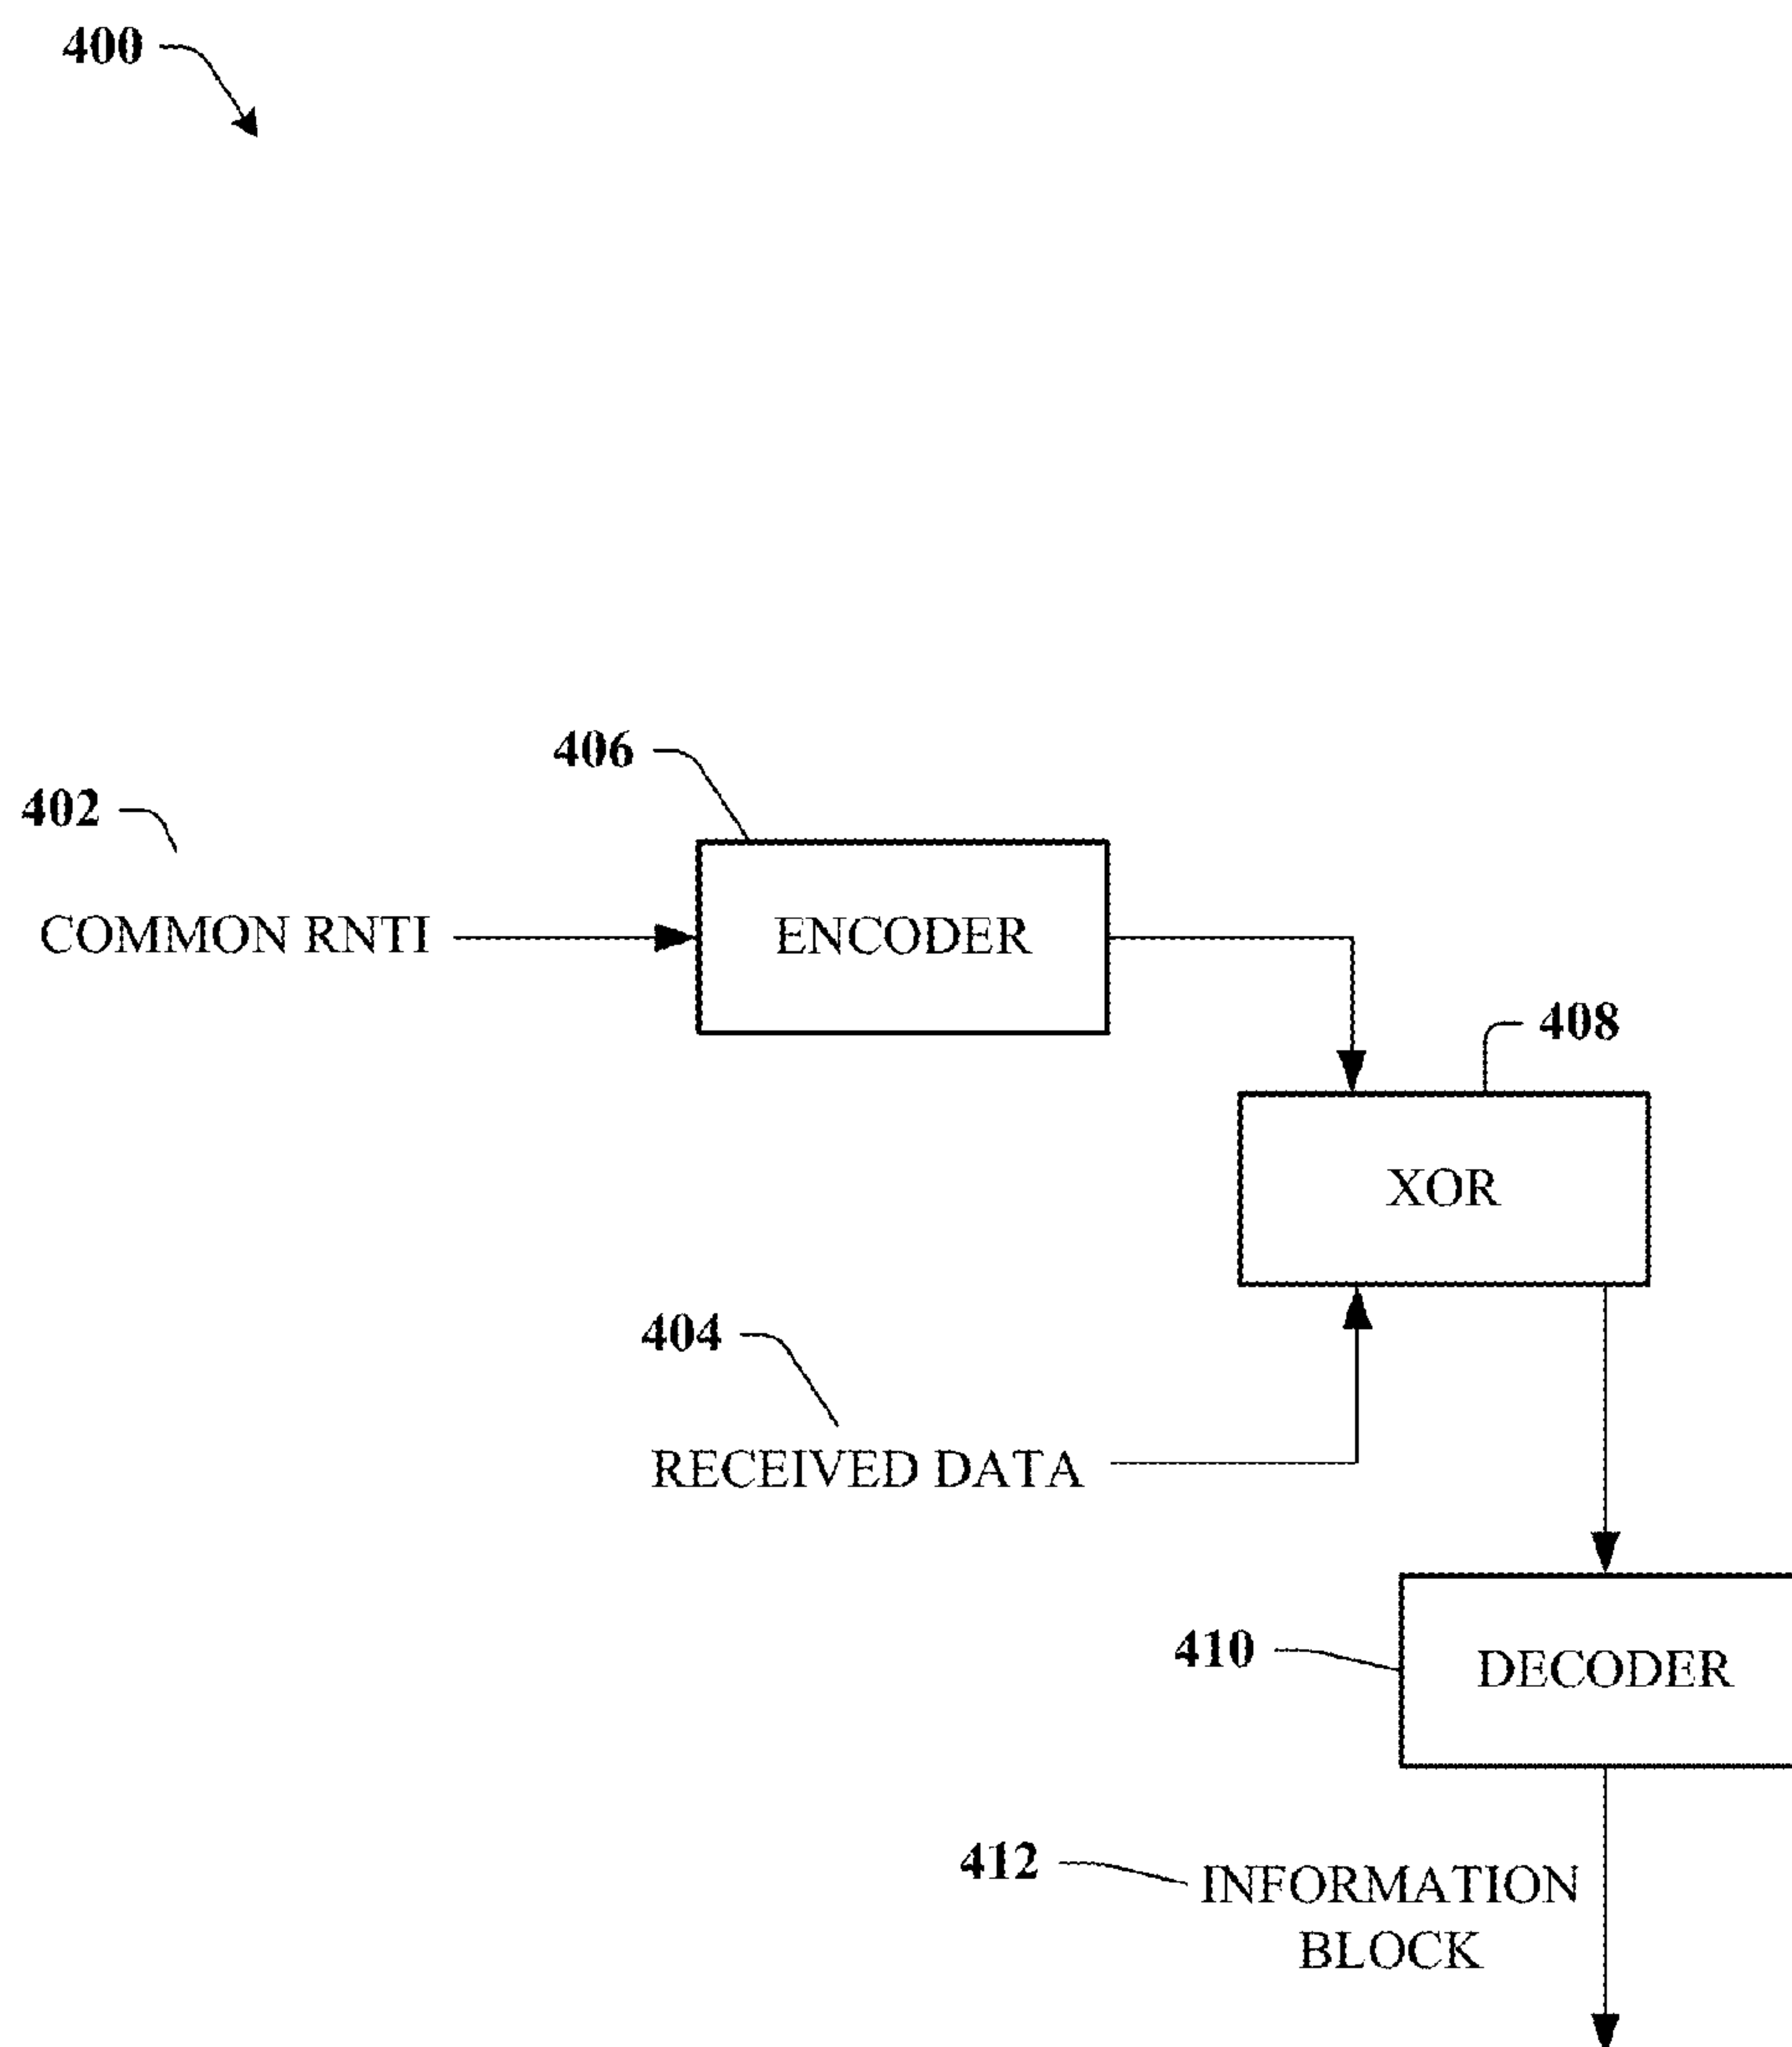 400
406
402
COMMON RNTI
ENCODER
408
XOR
404
RECEIVED DATA
410
DECODER
412
INFORMATION
BLOCK